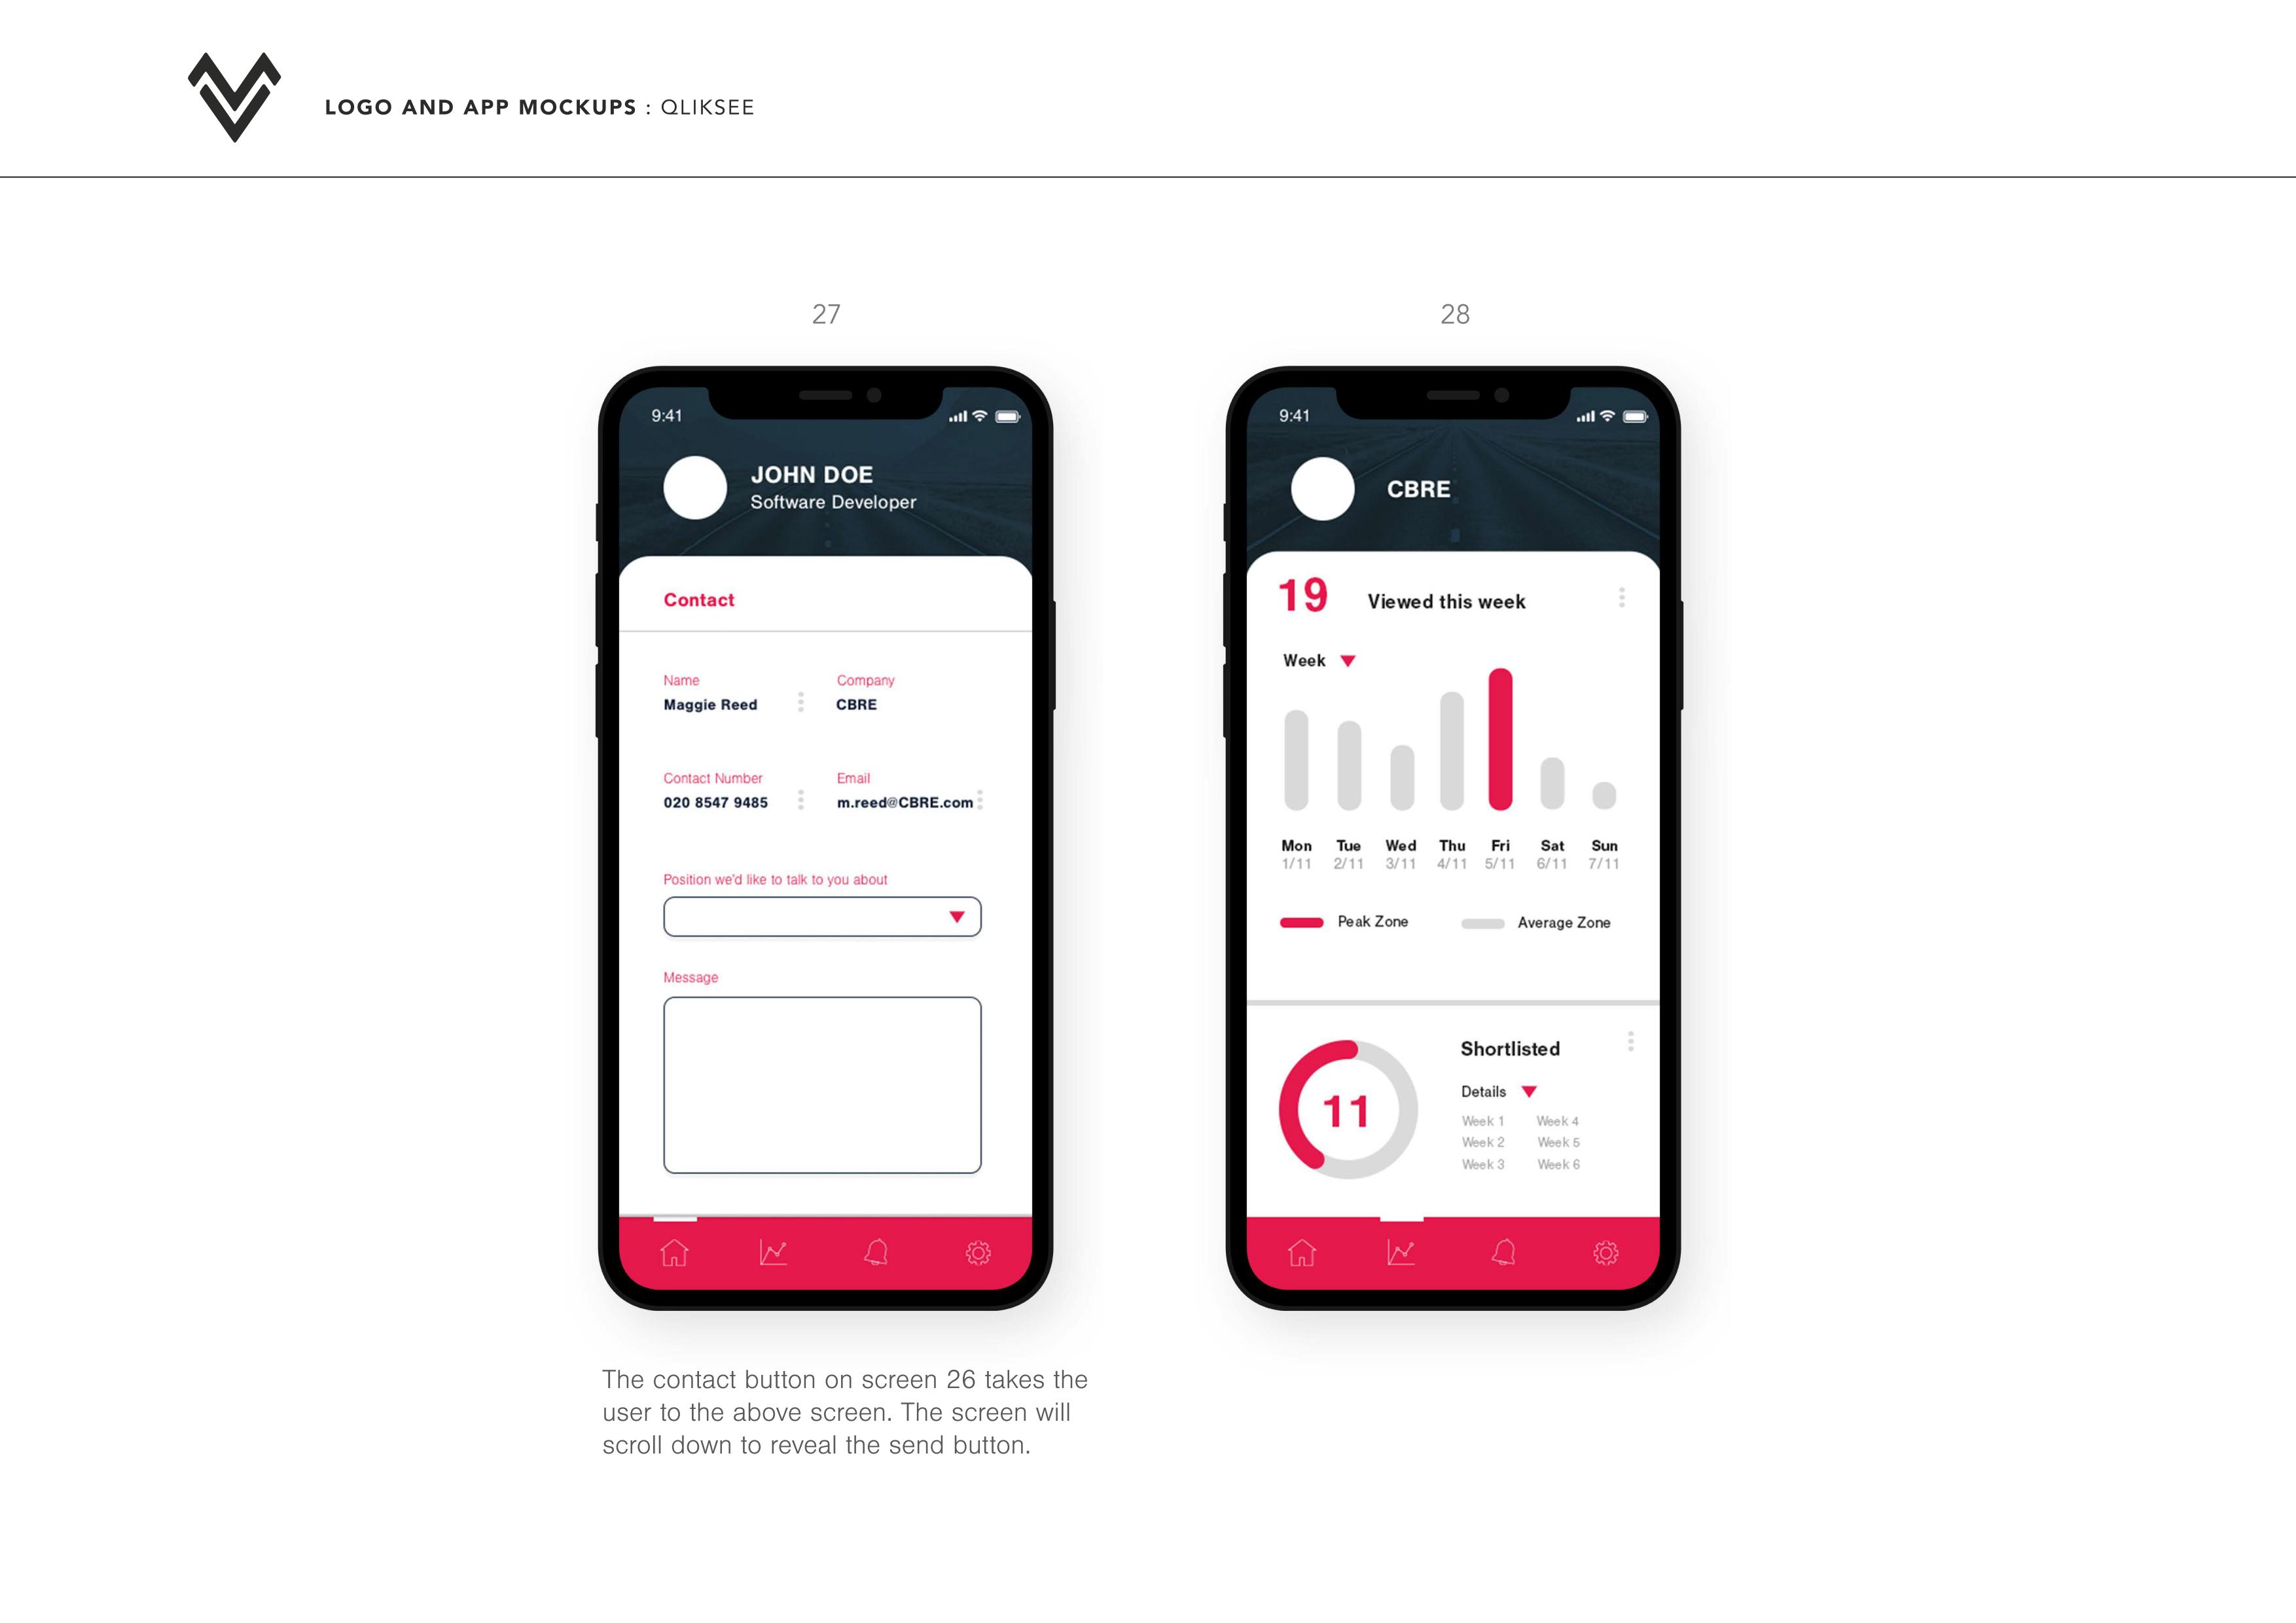 LOGO AND APP MOCKUPS : QLIKSEE
27
9:41
JOHN DOE
Software Developer
Contact
Name
Company
Maggie Reed
CBRE
Contact Number
Email
020 8547 9485
m.reed@CBRE.com
Position we'd like to talk to you about
Message
The contact button on screen 26 takes the
user to the above screen. The screen will
scroll down to reveal the send button.
28
9:41
CBRE
19 Viewed this week
Week
Mon Tue Wed Thu Fri Sat Sun
1/11 2/11 3/11 4/11 5/11 6/11 7/11
Peak Zone Average Zone
11
Shortlisted
Details
Week 1 Week 4
Week 2 Week 5
Week 3 Week 6